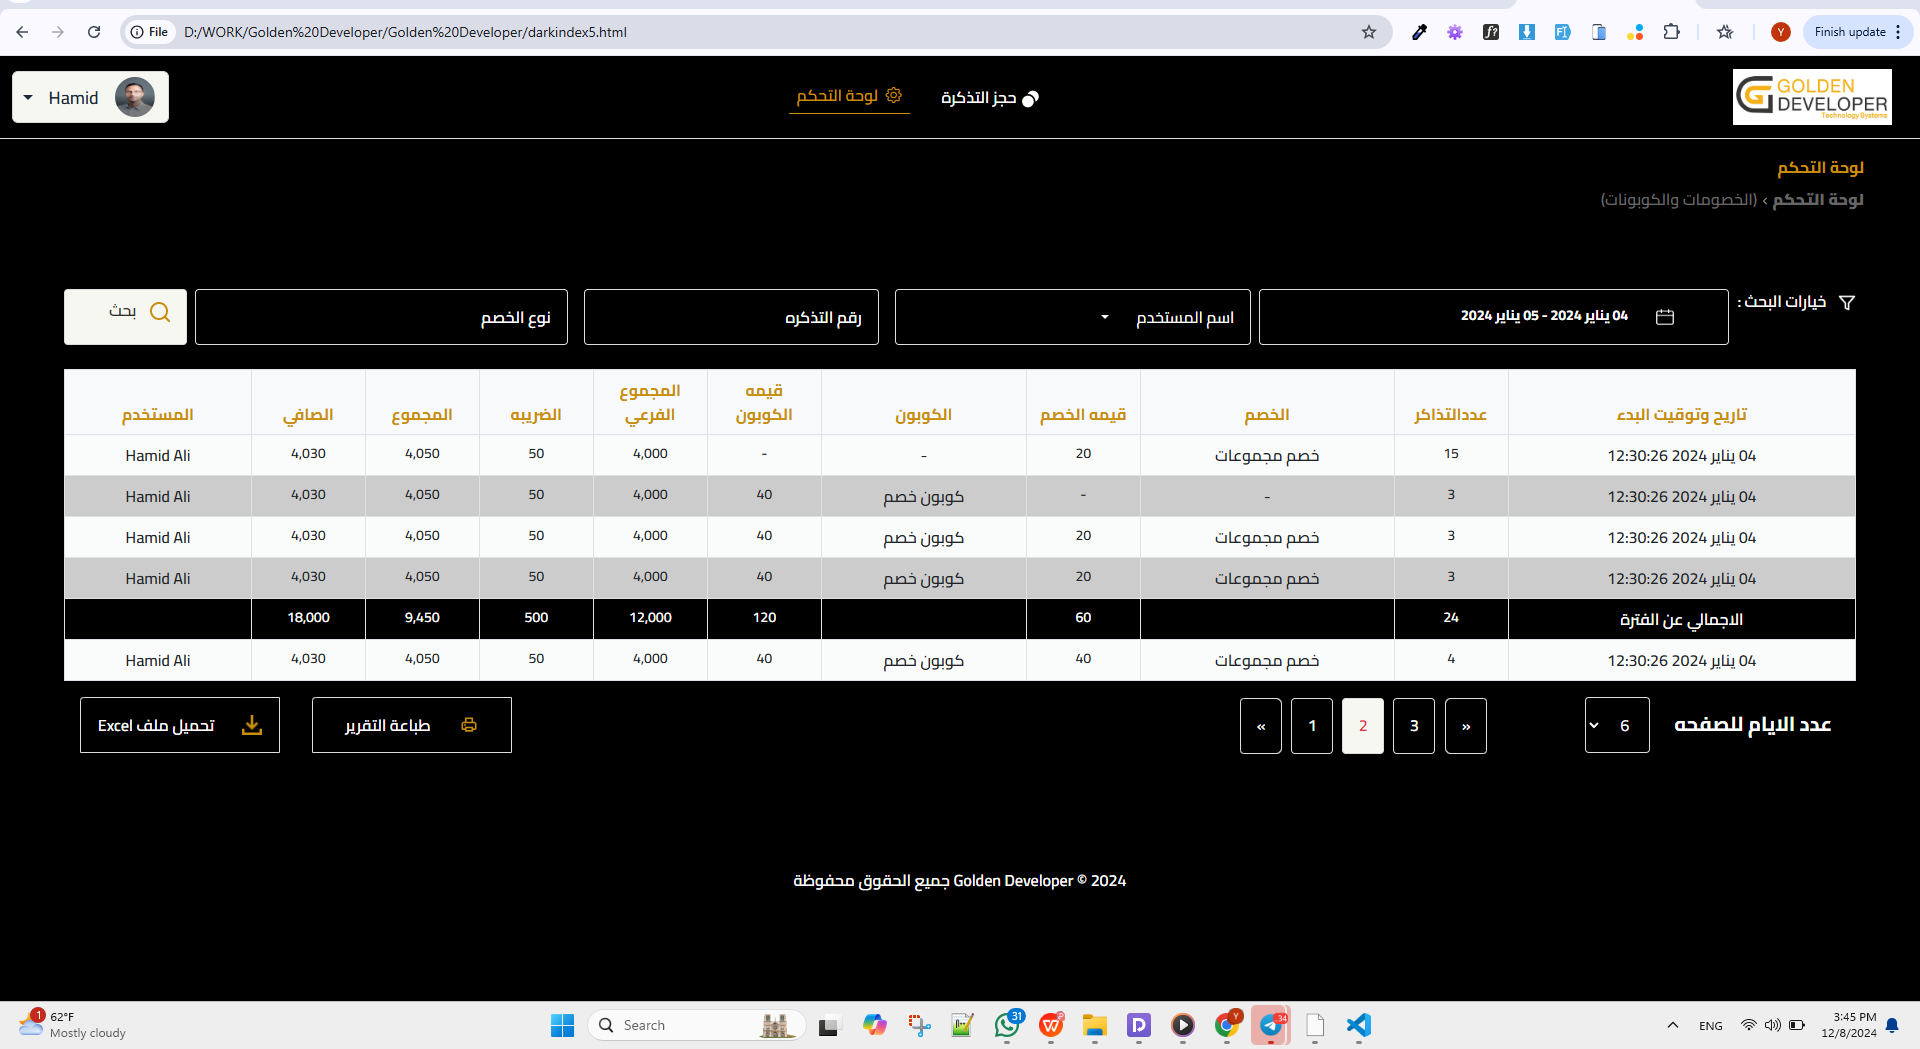 File D:/WORK/Golden%20Developer/Golden%20Developer/darkindex5.html Y Finish update
GOLDEN
DEVELOPER
Technology Systems
حجز التذكرة
لوحة التحكم
Hamid
لوحة التحكم
لوحة التحكم › (الخصومات والكوبونات)
خيارات البحث : 04 يناير 2024 - 05 يناير 2024 اسم المستخدم رقم التذكره نوع الخصم بحث
تاريح وتوقيت البدء عددالتذاكر الخصم قيمه الخصم الكوبون قيمه الكوبون المجموع الفرعي الضريبه المجموع الصافي المستخدم
04 يناير 2024 12:30:26 15 خصم مجموعات 20 - - 4,000 50 4,050 4,030 Hamid Ali
04 يناير 2024 12:30:26 3 - - كوبون خصم 40 4,000 50 4,050 4,030 Hamid Ali
04 يناير 2024 12:30:26 3 خصم مجموعات 20 كوبون خصم 40 4,000 50 4,050 4,030 Hamid Ali
04 يناير 2024 12:30:26 3 خصم مجموعات 20 كوبون خصم 40 4,000 50 4,050 4,030 Hamid Ali
الاجمالي عن الفترة 24 60 120 12,000 500 9,450 18,000
04 يناير 2024 12:30:26 4 خصم مجموعات 40 كوبون خصم 40 4,000 50 4,050 4,030 Hamid Ali
عدد الايام للصفحه 6 » 3 2 1 « طباعة التقرير تحميل ملف Excel
2024 © Golden Developer جميع الحقوق محفوظة
1 62°F
Mostly cloudy
Search
31
Y
34
ENG
3:45 PM
12/8/2024